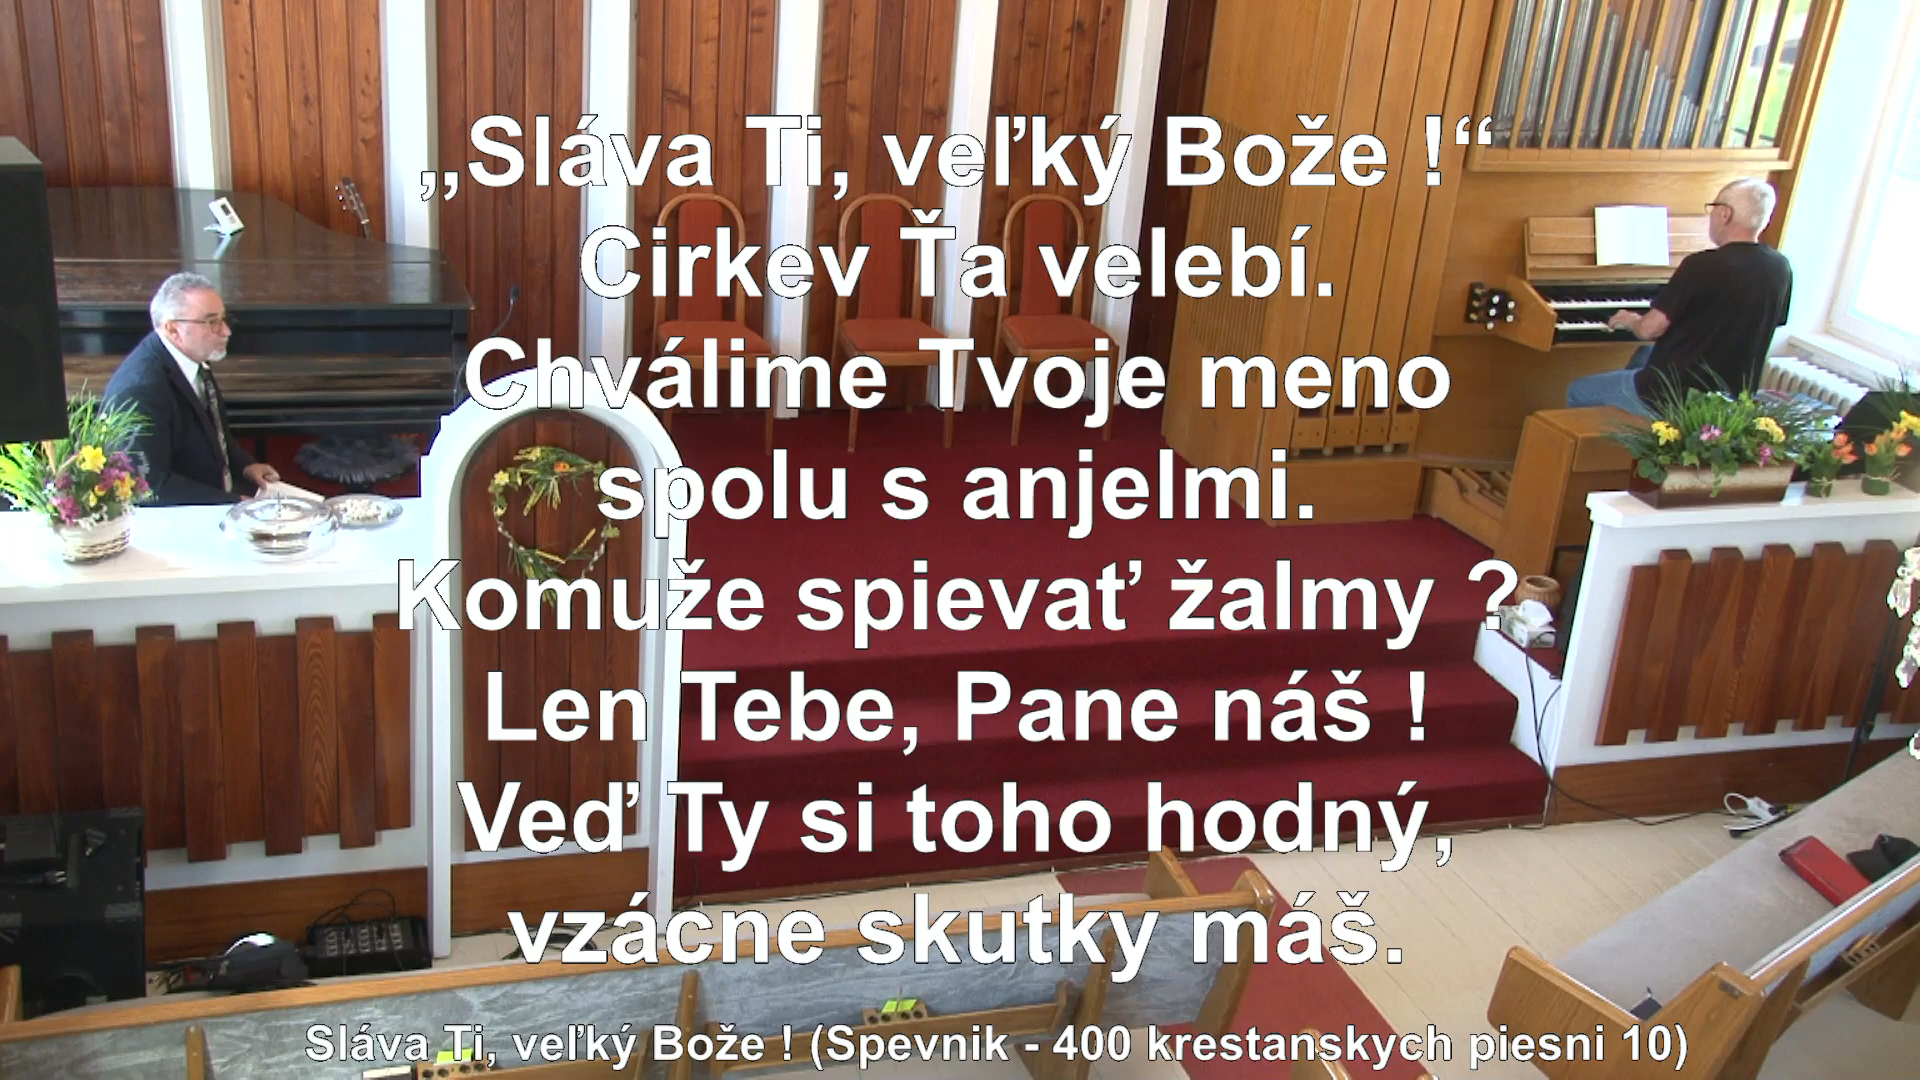 „Sláva Ti, veľký Bože !“
Cirkev Ťa velebí.
Chválime Tvoje meno
spolu s anjelmi.
Komuže spievať žalmy ?
Len Tebe, Pane náš !
Veď Ty si toho hodný,
vzácne skutky máš.
Sláva Ti, veľký Bože ! (Spevnik - 400 krestanskych piesni 10)